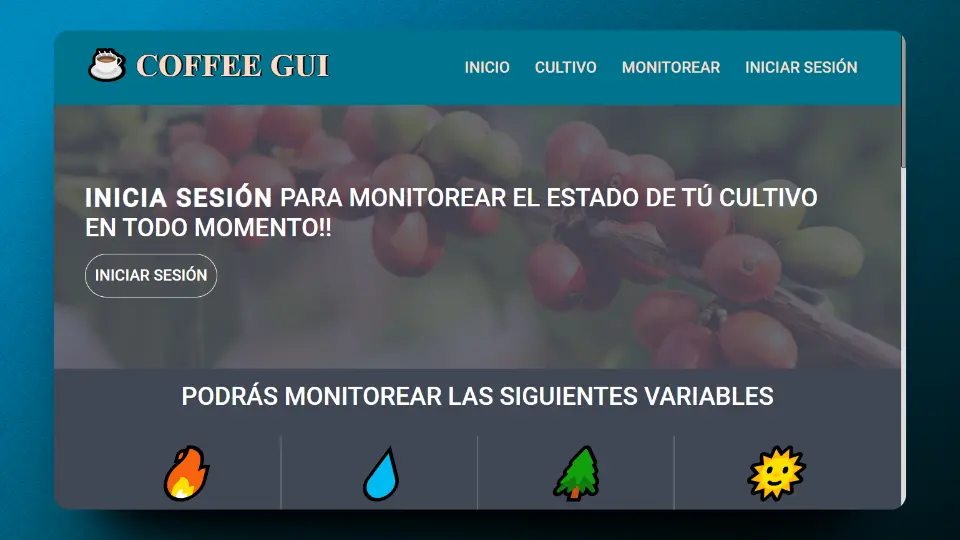 COFFEE GUI
INICIO CULTIVO MONITOREAR INICIAR SESIÓN
INICIA SESIÓN PARA MONITOREAR EL ESTADO DE TÚ CULTIVO
EN TODO MOMENTO!!
INICIAR SESIÓN
PODRÁS MONITOREAR LAS SIGUIENTES VARIABLES